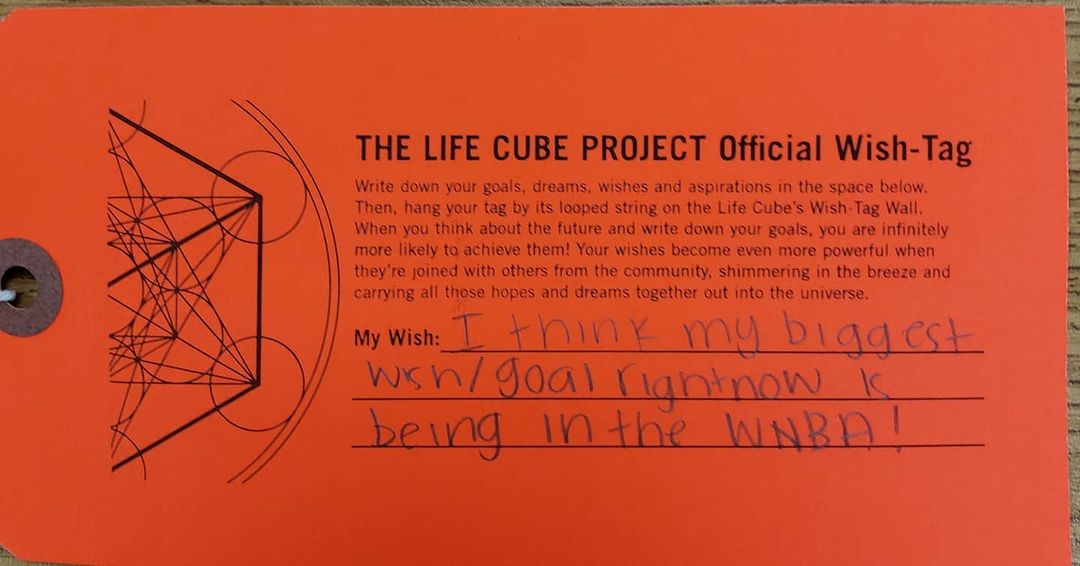 THE LIFE CUBE PROJECT Official Wish-Tag
Write down your goals, dreams, wishes and aspirations in the space below.
Then, hang your tag by its looped string on the Life Cube's Wish-Tag Wall.
When you think about the future and write down your goals, you are infinitely
more likely to achieve them! Your wishes become even more powerful when
they're joined with others from the community, shimmering in the breeze and
carrying all those hopes and dreams together out into the universe.
My Wish: I think my biggest
wish/goal right now is
being in the WNBA!